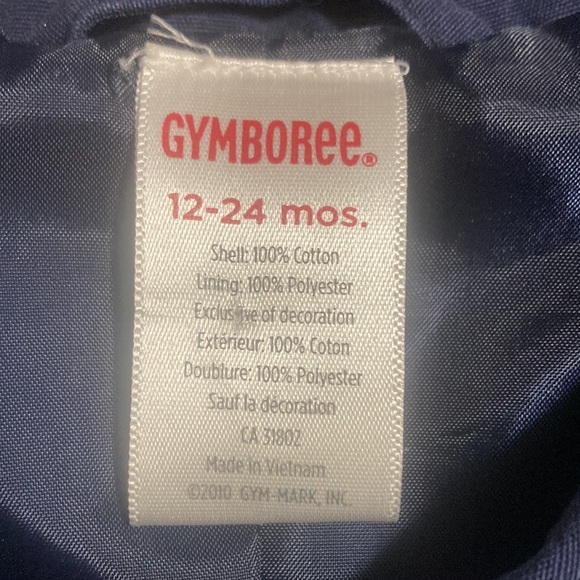 GYMBOREE®
12-24 mos.
Shell: 100% Cotton
Lining: 100% Polyester
Exclusive of decoration
Extérieur: 100% Coton
Doublure: 100% Polyester
Sauf la décoration
CA 31802
Made in Vietnam
©2010 GYM-MARK, INC.